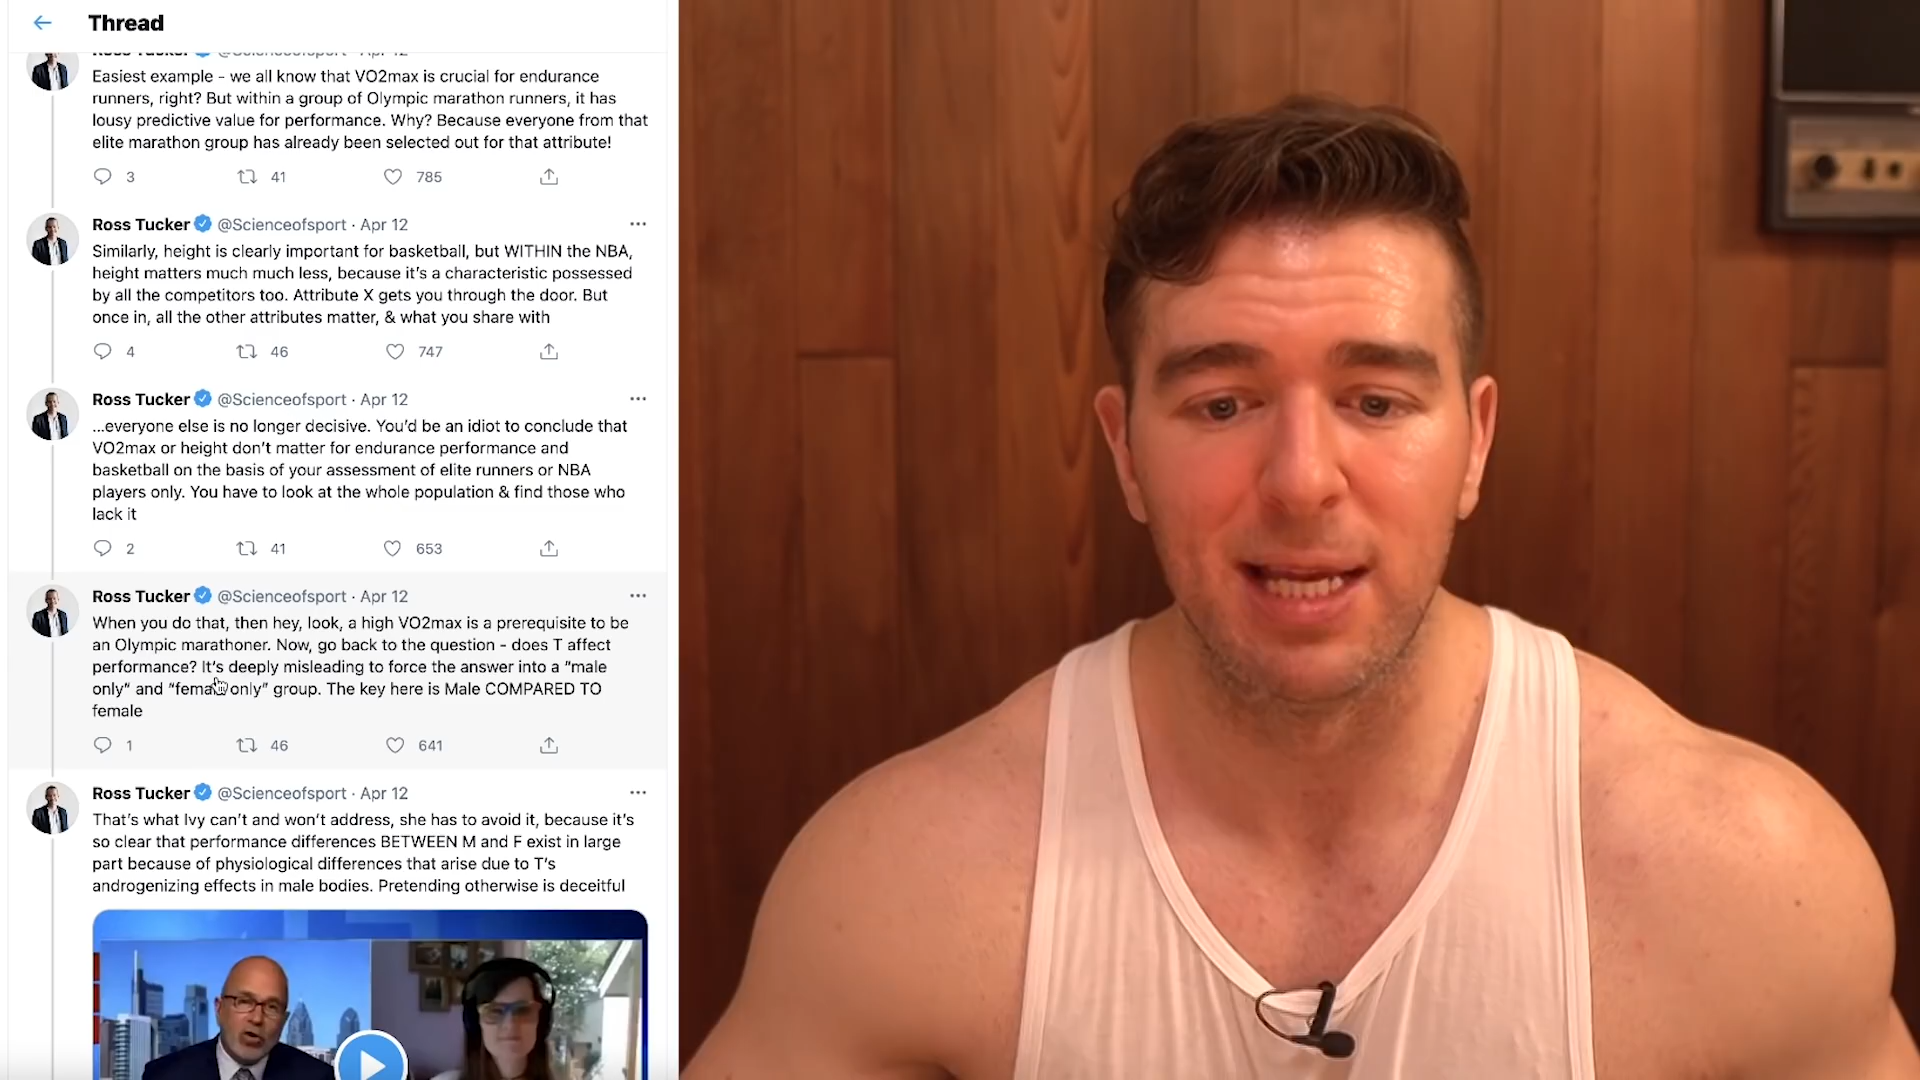 Thread
Ross Tucker @Scienceofsport · Apr 12
Easiest example - we all know that VO2max is crucial for endurance
runners, right? But within a group of Olympic marathon runners, it has
lousy predictive value for performance. Why? Because everyone from that
elite marathon group has already been selected out for that attribute!
3 41 785
Ross Tucker @Scienceofsport · Apr 12
Similarly, height is clearly important for basketball, but WITHIN the NBA,
height matters much much less, because it's a characteristic possessed
by all the competitors too. Attribute X gets you through the door. But
once in, all the other attributes matter, & what you share with
4 46 747
Ross Tucker @Scienceofsport · Apr 12
...everyone else is no longer decisive. You'd be an idiot to conclude that
VO2max or height don't matter for endurance performance and
basketball on the basis of your assessment of elite runners or NBA
players only. You have to look at the whole population & find those who
lack it
2 41 653
Ross Tucker @Scienceofsport · Apr 12
When you do that, then hey, look, a high VO2max is a prerequisite to be
an Olympic marathoner. Now, go back to the question - does T affect
performance? It's deeply misleading to force the answer into a "male
only" and "female only" group. The key here is Male COMPARED TO
female
1 46 641
Ross Tucker @Scienceofsport · Apr 12
That's what Ivy can't and won't address, she has to avoid it, because it's
so clear that performance differences BETWEEN M and F exist in large
part because of physiological differences that arise due to T's
androgenizing effects in male bodies. Pretending otherwise is deceitful